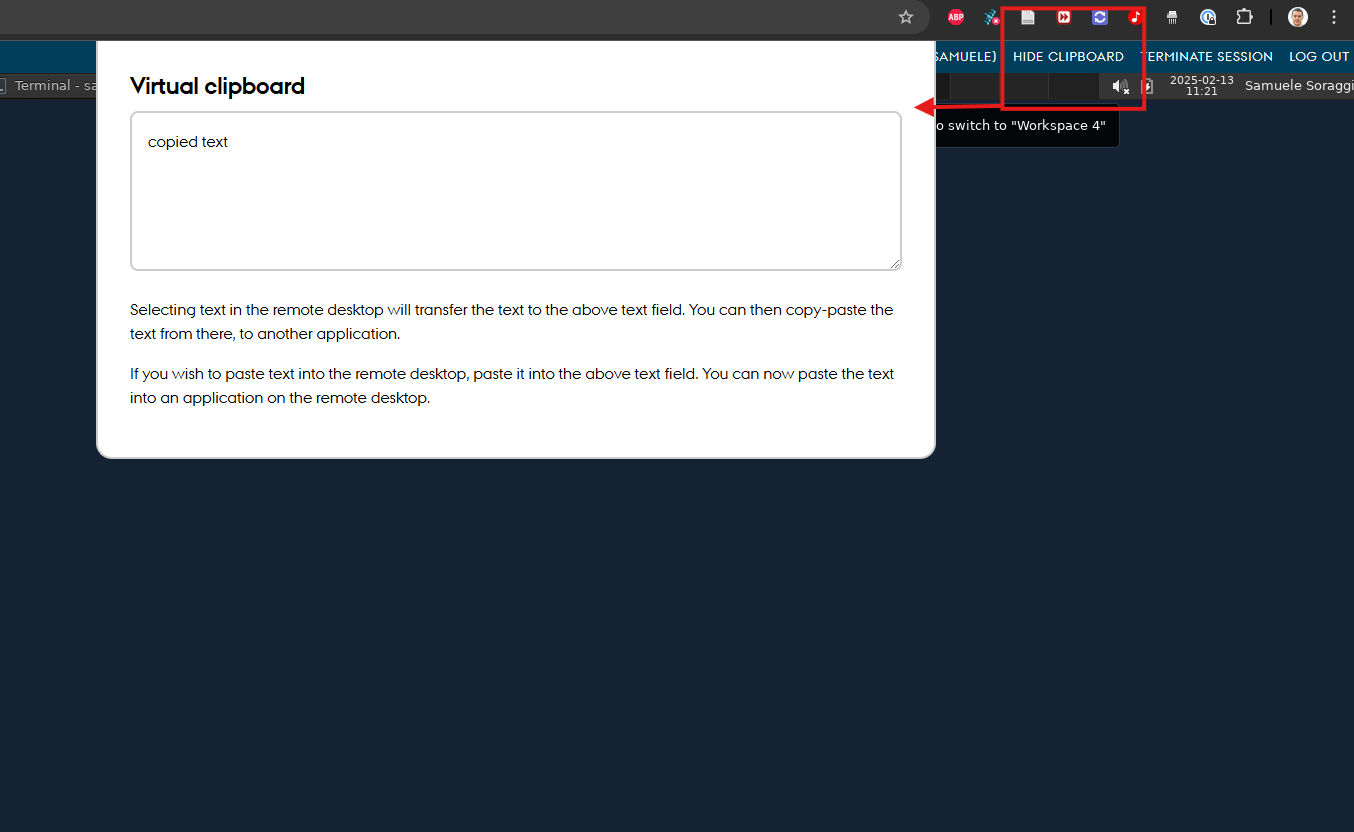 ABP
SAMUELE) HIDE CLIPBOARD TERMINATE SESSION LOG OUT
Terminal - sa
2025-02-13
11:21
Samuele Soraggi
o switch to "Workspace 4"
Virtual clipboard
copied text
Selecting text in the remote desktop will transfer the text to the above text field. You can then copy-paste the
text from there, to another application.
If you wish to paste text into the remote desktop, paste it into the above text field. You can now paste the text
into an application on the remote desktop.